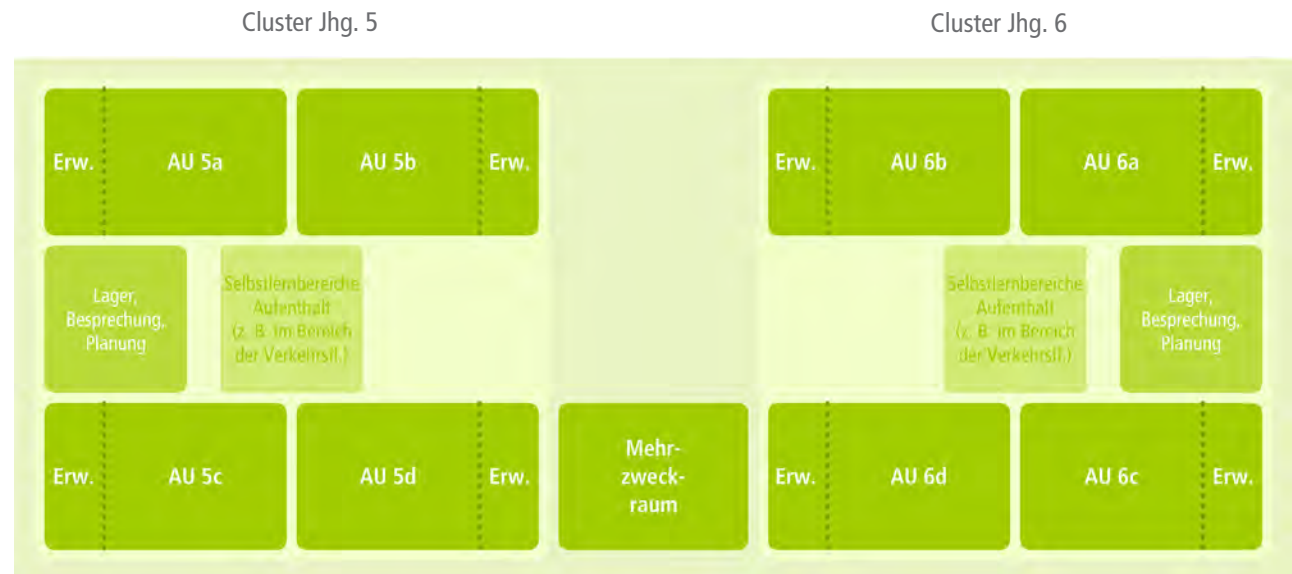 Cluster Jhg. 5
Cluster Jhg. 6
Erw.
AU 5a
AU 5b
Erw.
Erw.
AU 6b
AU 6a
Erw.
Lager,
Besprechung,
Planung
Selbstlernbereiche
Aufenthalt
(z. B. im Bereich
der Verkehrsfl.)
Selbstlernbereiche
Aufenthalt
(z. B. im Bereich
der Verkehrsfl.)
Lager,
Besprechung,
Planung
Erw.
AU 5c
AU 5d
Erw.
Mehr-
zweck-
raum
Erw.
AU 6d
AU 6c
Erw.